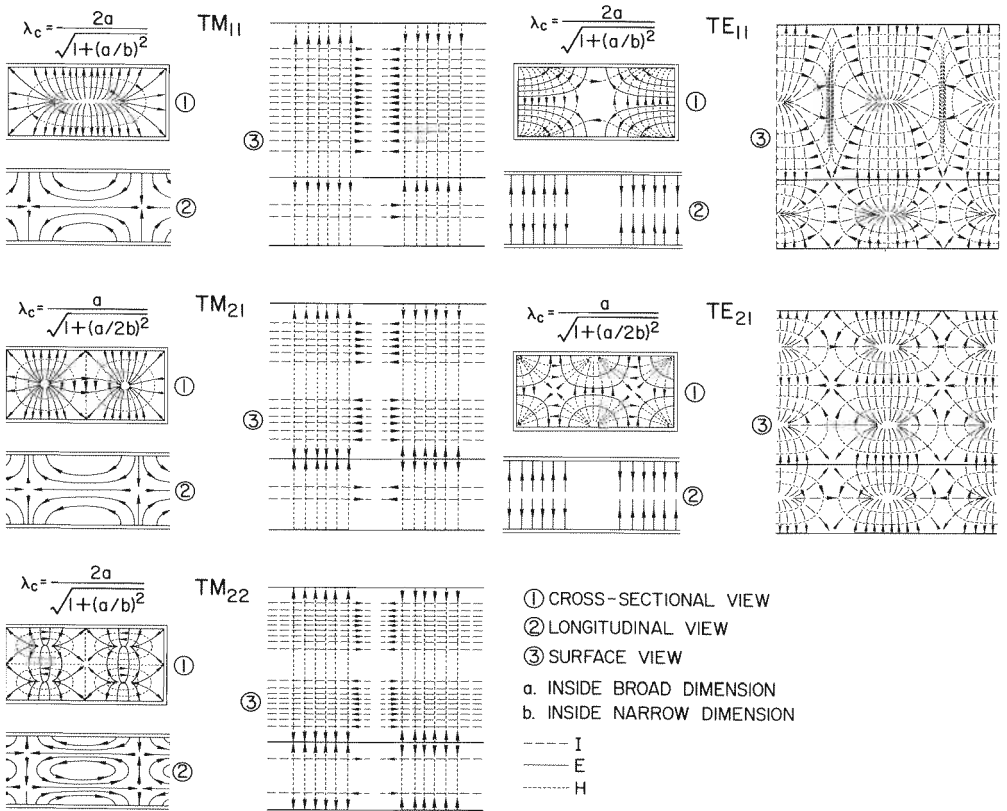 λc = 2a / √1+(a/b)²
TM11
①
②
③
λc = 2a / √1+(a/b)²
TE11
①
②
③
λc = a / √1+(a/2b)²
TM21
①
②
③
λc = a / √1+(a/2b)²
TE21
①
②
③
λc = 2a / √1+(a/b)²
TM22
①
②
③
① CROSS-SECTIONAL VIEW
② LONGITUDINAL VIEW
③ SURFACE VIEW
a. INSIDE BROAD DIMENSION
b. INSIDE NARROW DIMENSION
I
E
H